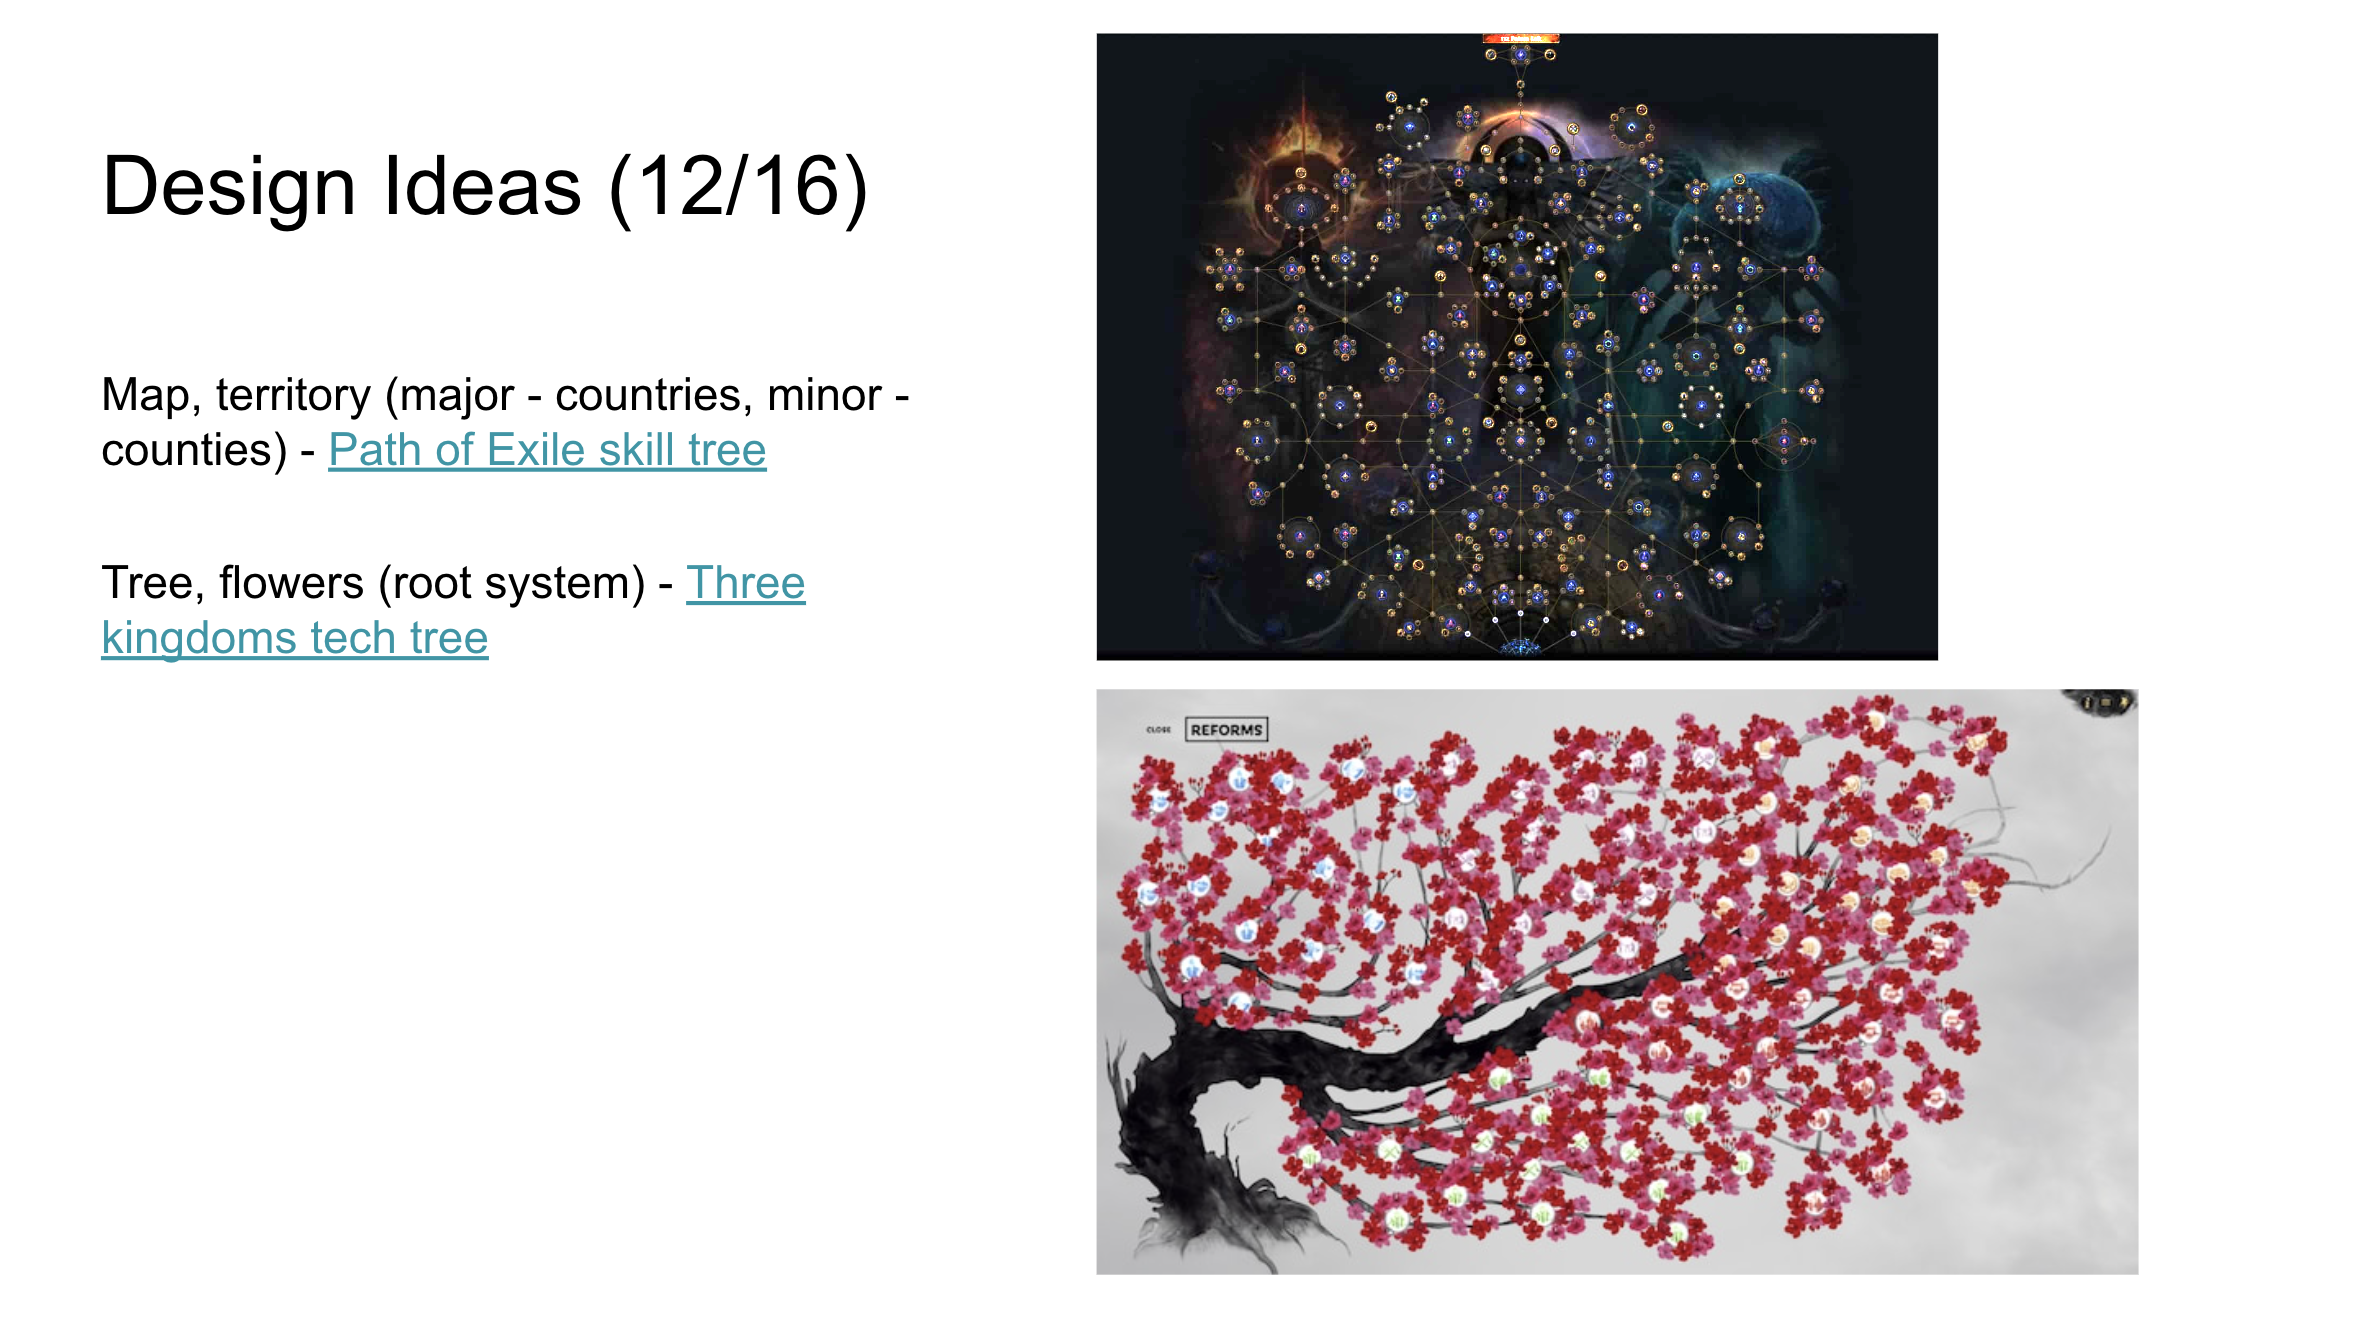 Design Ideas (12/16)
Map, territory (major - countries, minor -
counties) - Path of Exile skill tree
Tree, flowers (root system) - Three
kingdoms tech tree
CLOSE
REFORMS